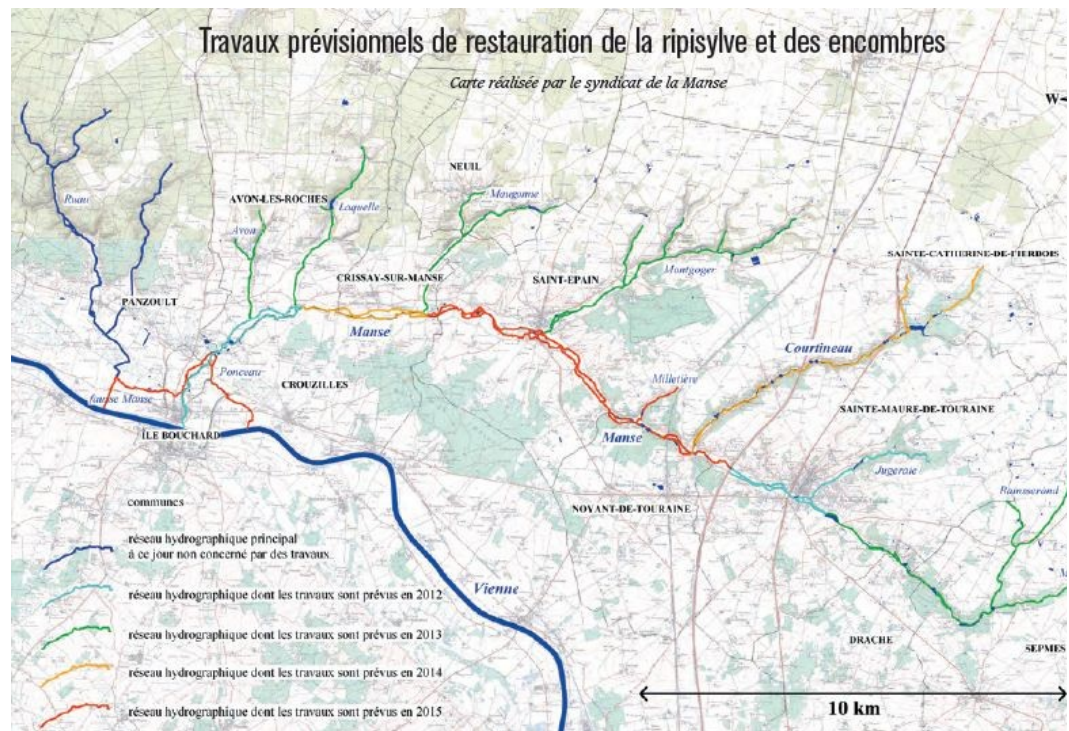 Travaux prévisionnels de restauration de la ripisylve et des encombres
Carte réalisée par le syndicat de la Manse
W
NEUIL
Ruau
AVON-LES-ROCHES
Loquelle
Maugonne
Avon
CRISSAY-SUR-MANSE
SAINT-EPAIN
Montgoger
SAINTE-CATHERINE-DE-FIERBOIS
PANZOULT
Manse
Courtineau
Ponceau
CROUZILLES
Milletière
fausse Manse
SAINTE-MAURE-DE-TOURAINE
ÎLE BOUCHARD
Manse
Jugeraie
NOYANT-DE-TOURAINE
communes
réseau hydrographique principal
à ce jour non concerné par des travaux
Vienne
réseau hydrographique dont les travaux sont prévus en 2012
réseau hydrographique dont les travaux sont prévus en 2013
DRACHE
SEPMES
réseau hydrographique dont les travaux sont prévus en 2014
10 km
réseau hydrographique dont les travaux sont prévus en 2015